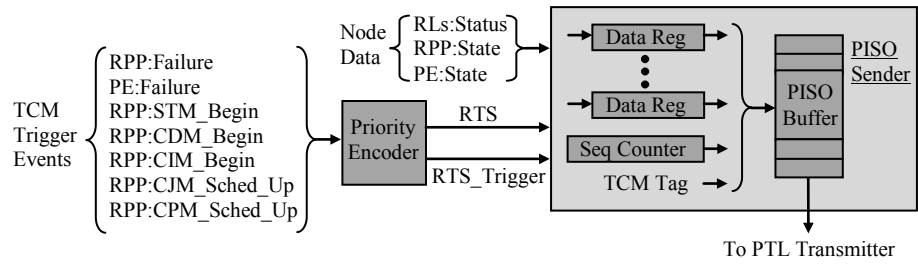 TCM
Trigger
Events
RPP:Failure
PE:Failure
RPP:STM_Begin
RPP:CDM_Begin
RPP:CIM_Begin
RPP:CJM_Sched_Up
RPP:CPM_Sched_Up
Priority
Encoder
RTS
RTS_Trigger
Node
Data
RLs:Status
RPP:State
PE:State
Data Reg
Data Reg
Seq Counter
TCM Tag
PISO
Buffer
PISO
Sender
To PTL Transmitter